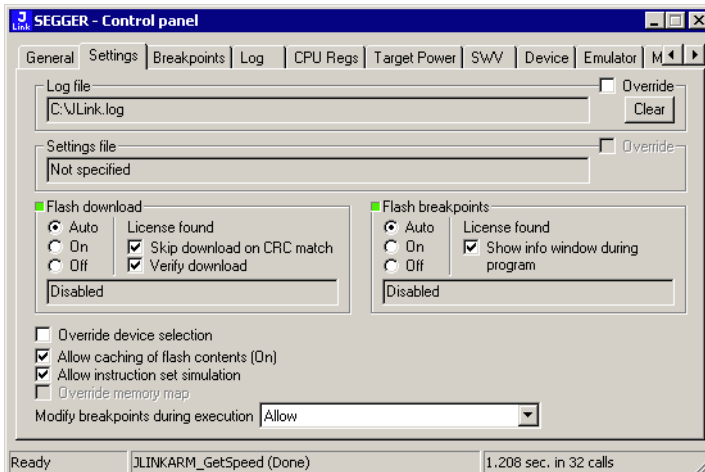 J Link SEGGER - Control panel
General Settings Breakpoints Log CPU Regs Target Power SWV Device Emulator M
Log file Override
C:\JLink.log Clear
Settings file Override
Not specified
Flash download Flash breakpoints
Auto License found Auto License found
On Skip download on CRC match On Show info window during
Off Verify download Off program
Disabled Disabled
Override device selection
Allow caching of flash contents (On)
Allow instruction set simulation
Override memory map
Modify breakpoints during execution Allow
Ready JLINKARM_GetSpeed (Done) 1.208 sec. in 32 calls